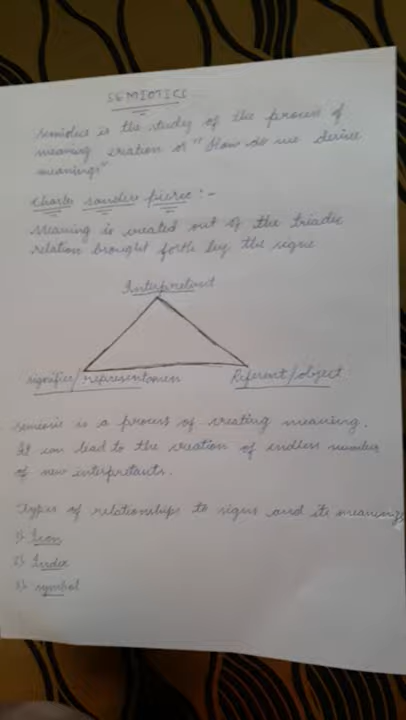 SEMIOTICS
semiotics is the study of the process of
meaning creation or "How do we derive
meanings"
Charles sanders pierce :-
Meaning is created out of the triadic
relation brought forth by the signs
Interpretant
signifier/representamen
Referent/object
semiosis is a process of creating meaning.
It can lead to the creation of endless number
of new interpretants.
Types of relationships to signs and its meanings
1) Icon
2) Index
3) symbol